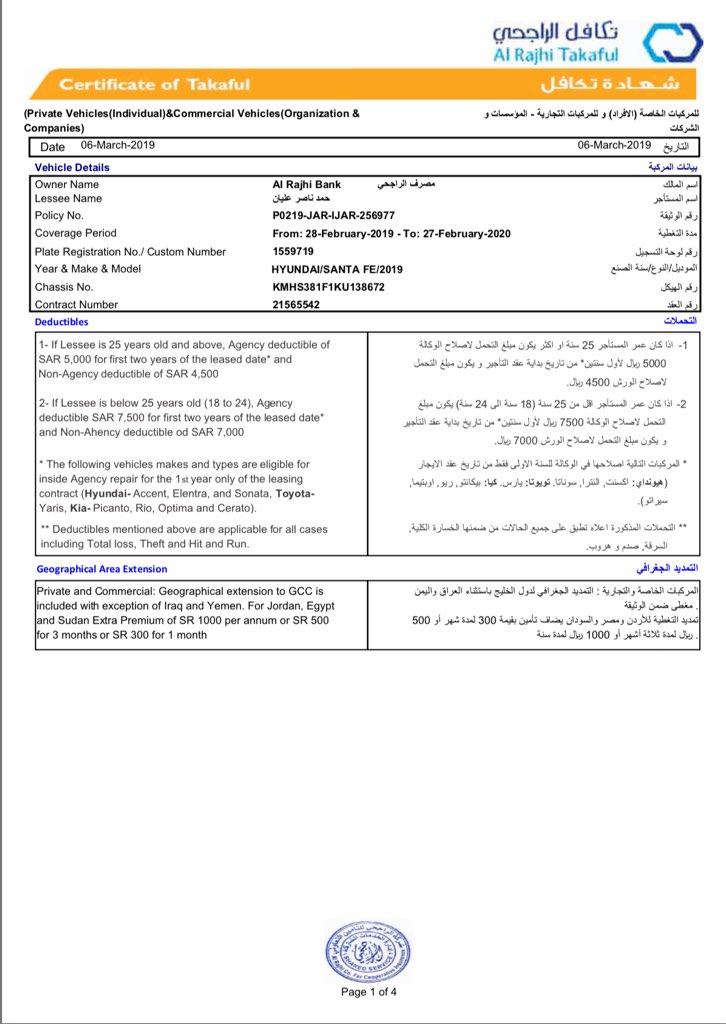 تكافل الراجحي
Al Rajhi Takaful
Certificate of Takaful
شهادة تكافل
(Private Vehicles(Individual)&Commercial Vehicles(Organization &
Companies)
للمركبات الخاصة (الافراد) و للمركبات التجارية - المؤسسات و
الشركات
Date 06-March-2019 06-March-2019 التاريخ
Vehicle Details بيانات المركبة
Owner Name Al Rajhi Bank مصرف الراجحي اسم المالك
Lessee Name حمد ناصر عليان اسم المستأجر
Policy No. P0219-JAR-IJAR-256977 رقم الوثيقة
Coverage Period From: 28-February-2019 - To: 27-February-2020 مدة التغطية
Plate Registration No./ Custom Number 1559719 رقم لوحة التسجيل
Year & Make & Model HYUNDAI/SANTA FE/2019 الموديل/النوع/سنة الصنع
Chassis No. KMHS381F1KU138672 رقم الهيكل
Contract Number 21565542 رقم العقد
Deductibles التحملات
1- If Lessee is 25 years old and above, Agency deductible of
SAR 5,000 for first two years of the leased date* and
Non-Agency deductible of SAR 4,500
2- If Lessee is below 25 years old (18 to 24), Agency
deductible SAR 7,500 for first two years of the leased date*
and Non-Ahency deductible od SAR 7,000
* The following vehicles makes and types are eligible for
inside Agency repair for the 1st year only of the leasing
contract (Hyundai- Accent, Elentra, and Sonata, Toyota-
Yaris, Kia- Picanto, Rio, Optima and Cerato).
** Deductibles mentioned above are applicable for all cases
including Total loss, Theft and Hit and Run.
1- اذا كان عمر المستأجر 25 سنة او اكثر يكون مبلغ التحمل لاصلاح الوكالة
5000 ريال لأول سنتين* من تاريخ بداية عقد التأجير و يكون مبلغ التحمل
لاصلاح الورش 4500 ريال.
2- اذا كان عمر المستأجر اقل من 25 سنة (18 سنة الى 24 سنة) يكون مبلغ
التحمل لاصلاح الوكالة 7500 ريال لأول سنتين* من تاريخ بداية عقد التأجير
و يكون مبلغ التحمل لاصلاح الورش 7000 ريال.
* المركبات التالية اصلاحها في الوكالة للسنة الاولى فقط من تاريخ عقد الايجار
(هيونداي: اكسنت, النترا, سوناتا. تويوتا: يارس. كيا: بيكانتو, ريو, اوبتيما,
سيراتو).
** التحملات المذكورة اعلاه تطبق على جميع الحالات من ضمنها الخسارة الكلية,
السرقة, صدم و هروب.
Geographical Area Extension التمديد الجغرافي
Private and Commercial: Geographical extension to GCC is
included with exception of Iraq and Yemen. For Jordan, Egypt
and Sudan Extra Premium of SR 1000 per annum or SR 500
for 3 months or SR 300 for 1 month
المركبات الخاصة والتجارية : التمديد الجغرافي لدول الخليج باستثناء العراق واليمن
. مغطى ضمن الوثيقة
تمديد التغطية للأردن ومصر والسودان يضاف تأمين بقيمة 300 لمدة شهر أو 500
. ريال لمدة ثلاثة أشهر أو 1000 ريال لمدة سنة
SHARED SERVICE
Page 1 of 4